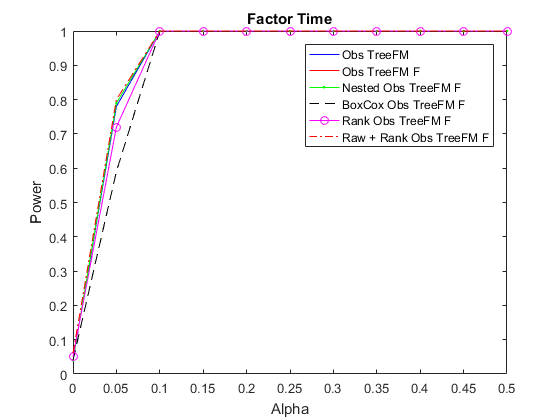 Factor Time
1
0.9
0.8
0.7
0.6
0.5
0.4
0.3
0.2
0.1
0
Power
Obs TreeFM
Obs TreeFM F
Nested Obs TreeFM F
BoxCox Obs TreeFM F
Rank Obs TreeFM F
Raw + Rank Obs TreeFM F
0 0.05 0.1 0.15 0.2 0.25 0.3 0.35 0.4 0.45 0.5
Alpha